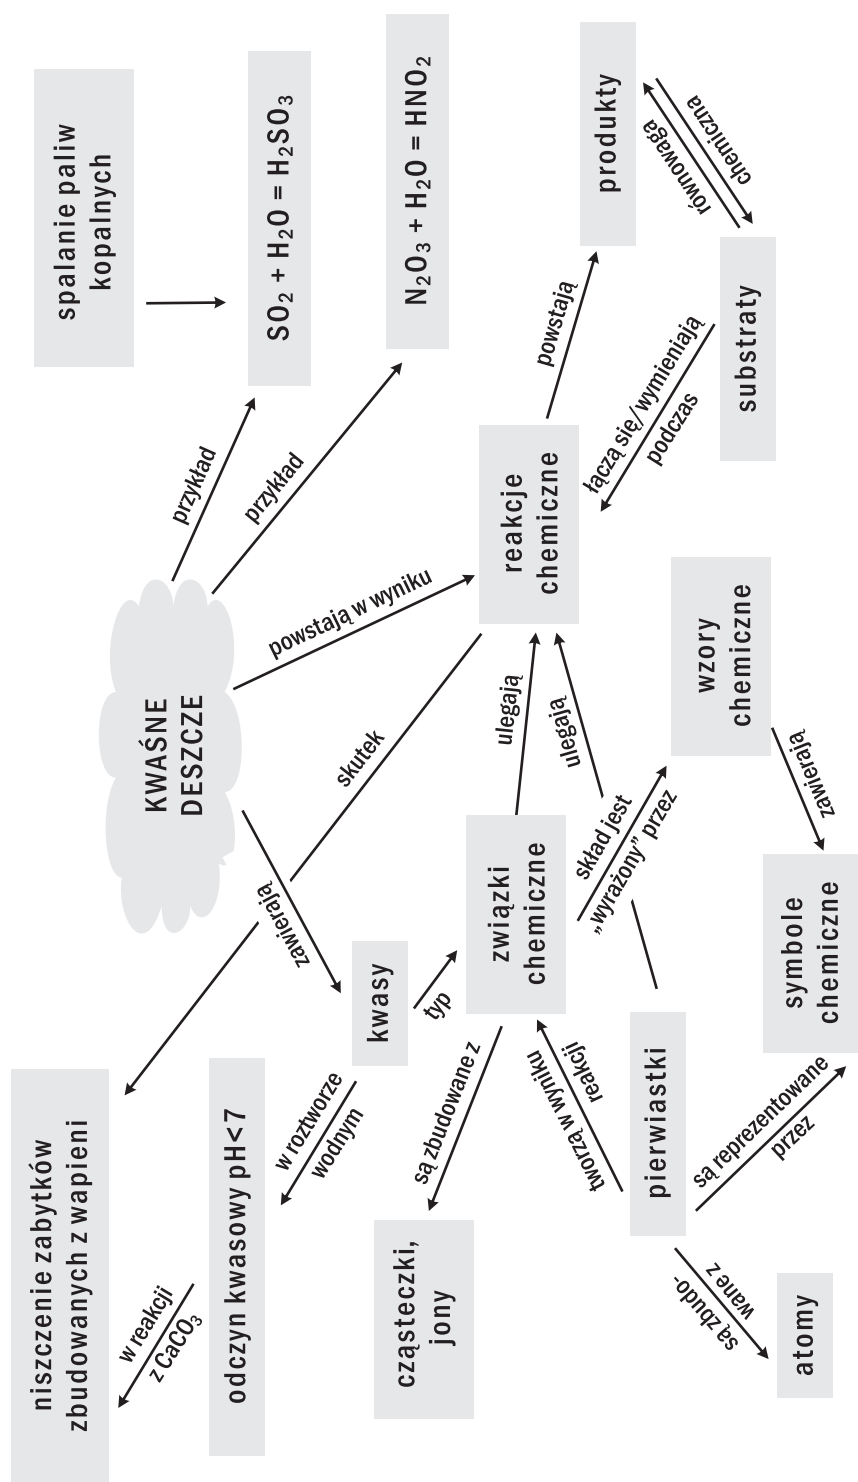 niszczenie zabytków
zbudowanych z wapieni
w reakcji
z CaCO₃
odczyn kwasowy pH<7
w roztworze
wodnym
kwasy
zawierają
KWAŚNE
DESZCZE
skutek
powstają w wyniku
przykład
przykład
spalanie paliw
kopalnych
SO₂ + H₂O = H₂SO₃
N₂O₃ + H₂O = HNO₂
cząsteczki,
jony
są zbudowane z
typ
związki
chemiczne
ulegają
ulegają
reakcje
chemiczne
powstają
produkty
równowaga
chemiczna
substraty
łączą się/wymieniają
podczas
tworzą w wyniku
reakcji
skład jest
„wyrażony” przez
wzory
chemiczne
zawierają
symbole
chemiczne
pierwiastki
są reprezentowane
przez
są zbudo-
wane z
atomy